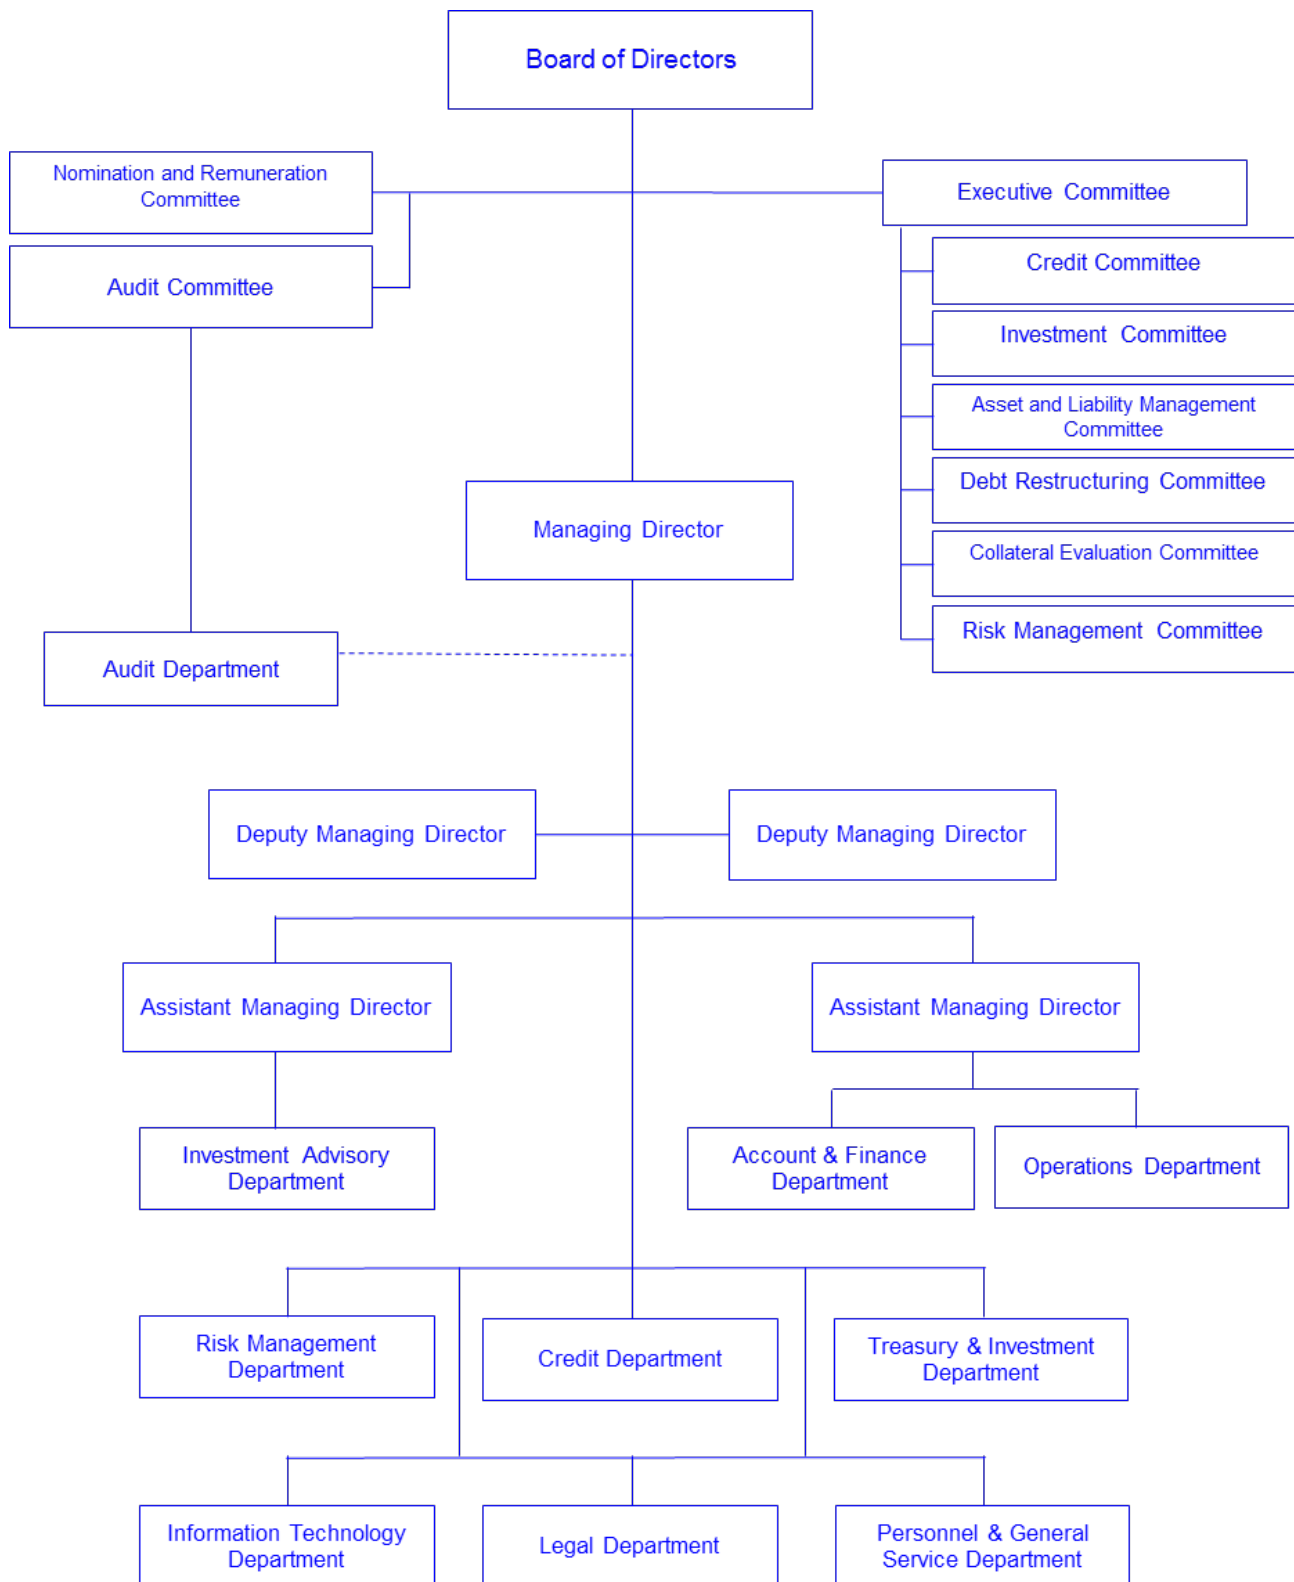 Board of Directors
Nomination and Remuneration
Committee
Executive Committee
Audit Committee
Credit Committee
Investment Committee
Asset and Liability Management
Committee
Debt Restructuring Committee
Collateral Evaluation Committee
Risk Management Committee
Managing Director
Audit Department
Deputy Managing Director
Deputy Managing Director
Assistant Managing Director
Assistant Managing Director
Investment Advisory
Department
Account & Finance
Department
Operations Department
Risk Management
Department
Credit Department
Treasury & Investment
Department
Information Technology
Department
Legal Department
Personnel & General
Service Department